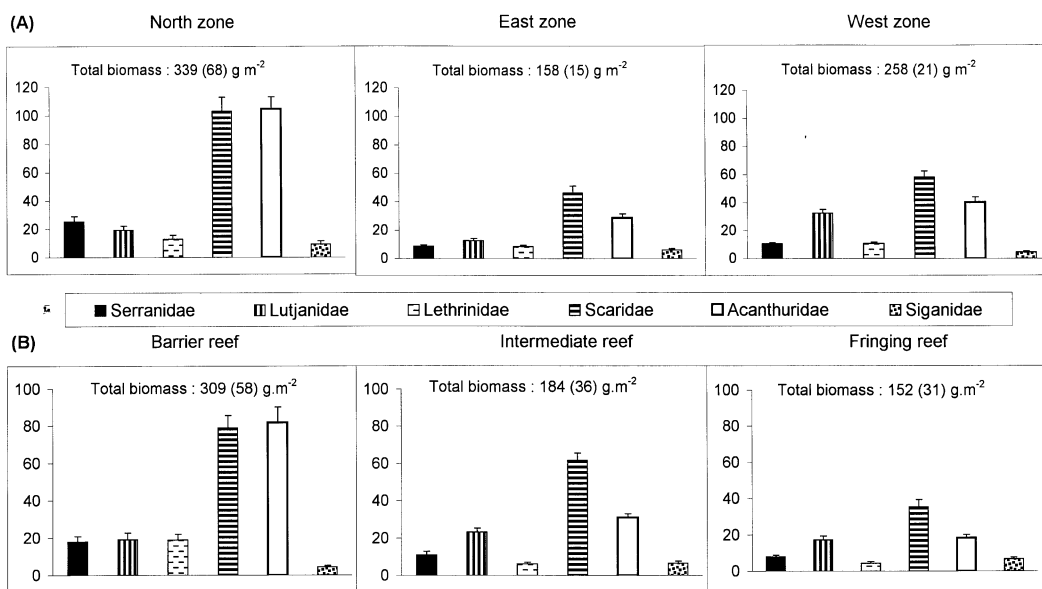 (A) North zone East zone West zone
Total biomass : 339 (68) g m-2 Total biomass : 158 (15) g m-2 Total biomass : 258 (21) g m-2
120 120 120
100 100 100
80 80 80
60 60 60
40 40 40
20 20 20
0 0 0
Serranidae Lutjanidae Lethrinidae Scaridae Acanthuridae Siganidae
(B) Barrier reef Intermediate reef Fringing reef
Total biomass : 309 (58) g.m-2 Total biomass : 184 (36) g.m-2 Total biomass : 152 (31) g.m-2
100 100 100
80 80 80
60 60 60
40 40 40
20 20 20
0 0 0